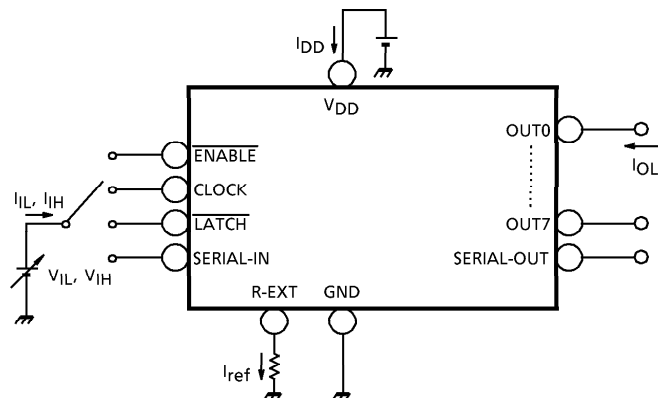 IDD
VDD
ENABLE
CLOCK
LATCH
SERIAL-IN
IIL, IIH
VIL, VIH
OUT0
IOL
OUT7
SERIAL-OUT
R-EXT GND
Iref